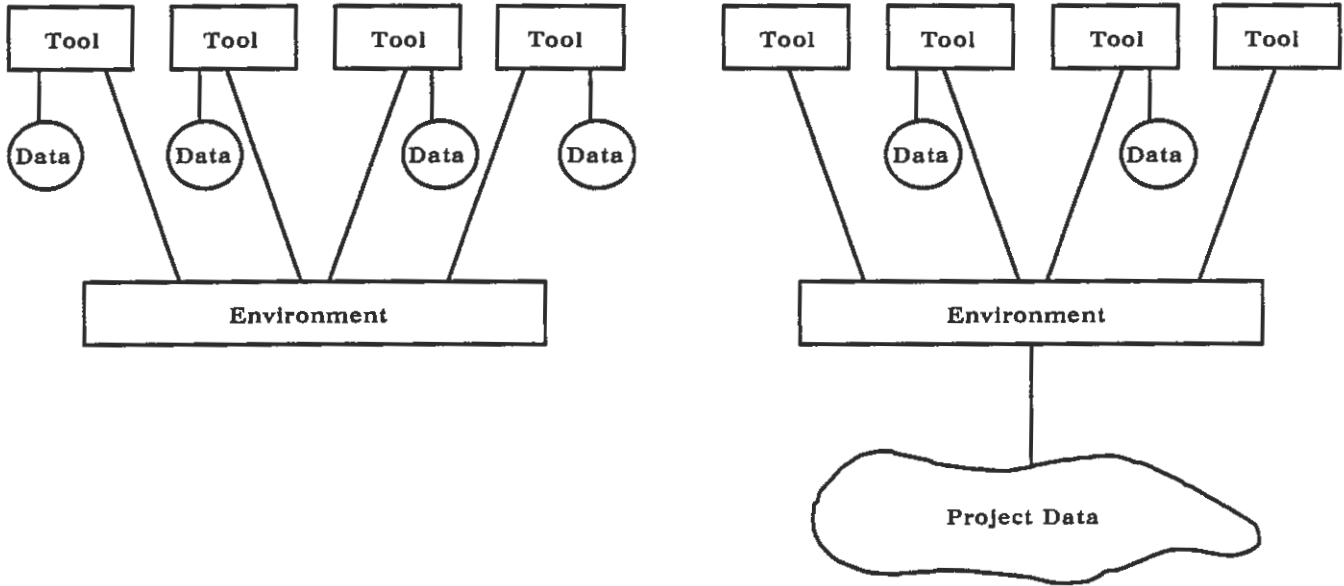 Tool Tool Tool Tool Tool Tool Tool Tool
Data Data Data Data Data Data
Environment Environment
Project Data